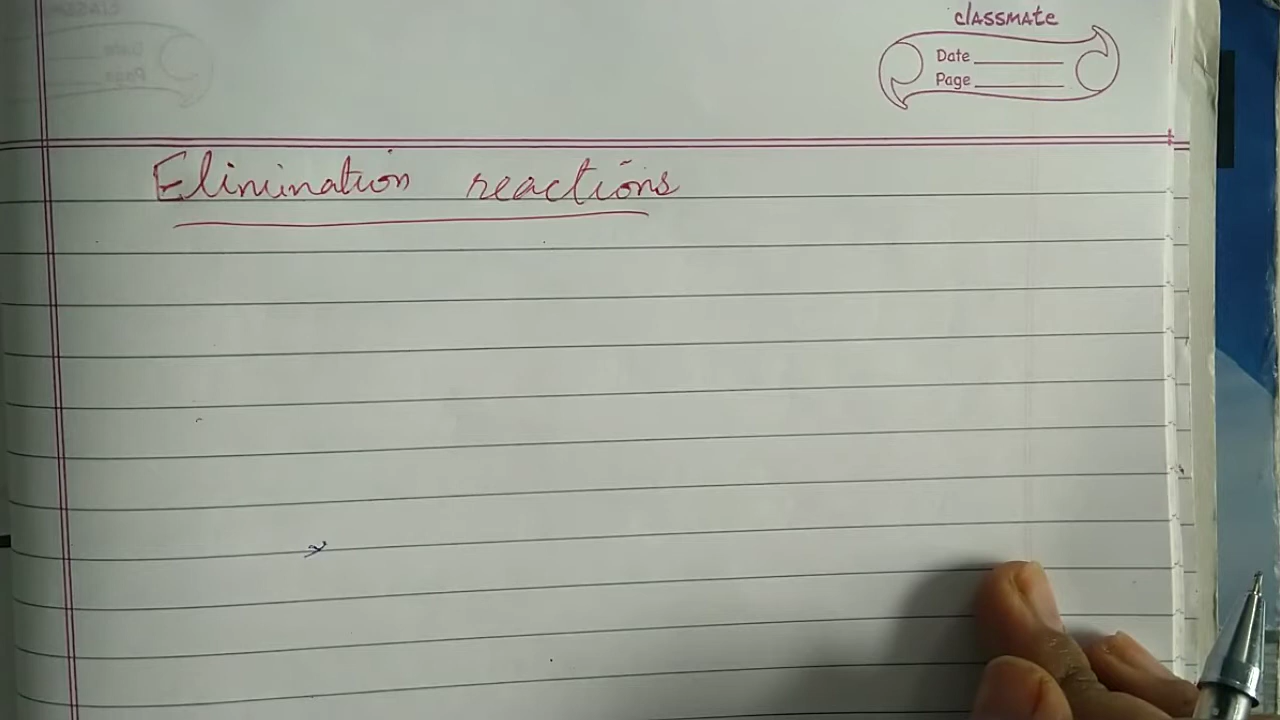 classmate
Date
Page
Elimination reactions